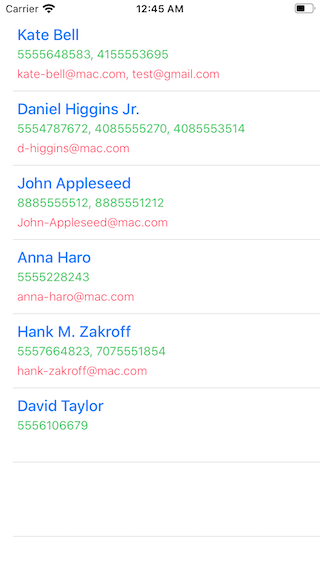 Carrier 12:45 AM
Kate Bell
5555648583, 4155553695
kate-bell@mac.com, test@gmail.com
Daniel Higgins Jr.
5554787672, 4085555270, 4085553514
d-higgins@mac.com
John Appleseed
8885555512, 8885551212
John-Appleseed@mac.com
Anna Haro
5555228243
anna-haro@mac.com
Hank M. Zakroff
5557664823, 7075551854
hank-zakroff@mac.com
David Taylor
5556106679